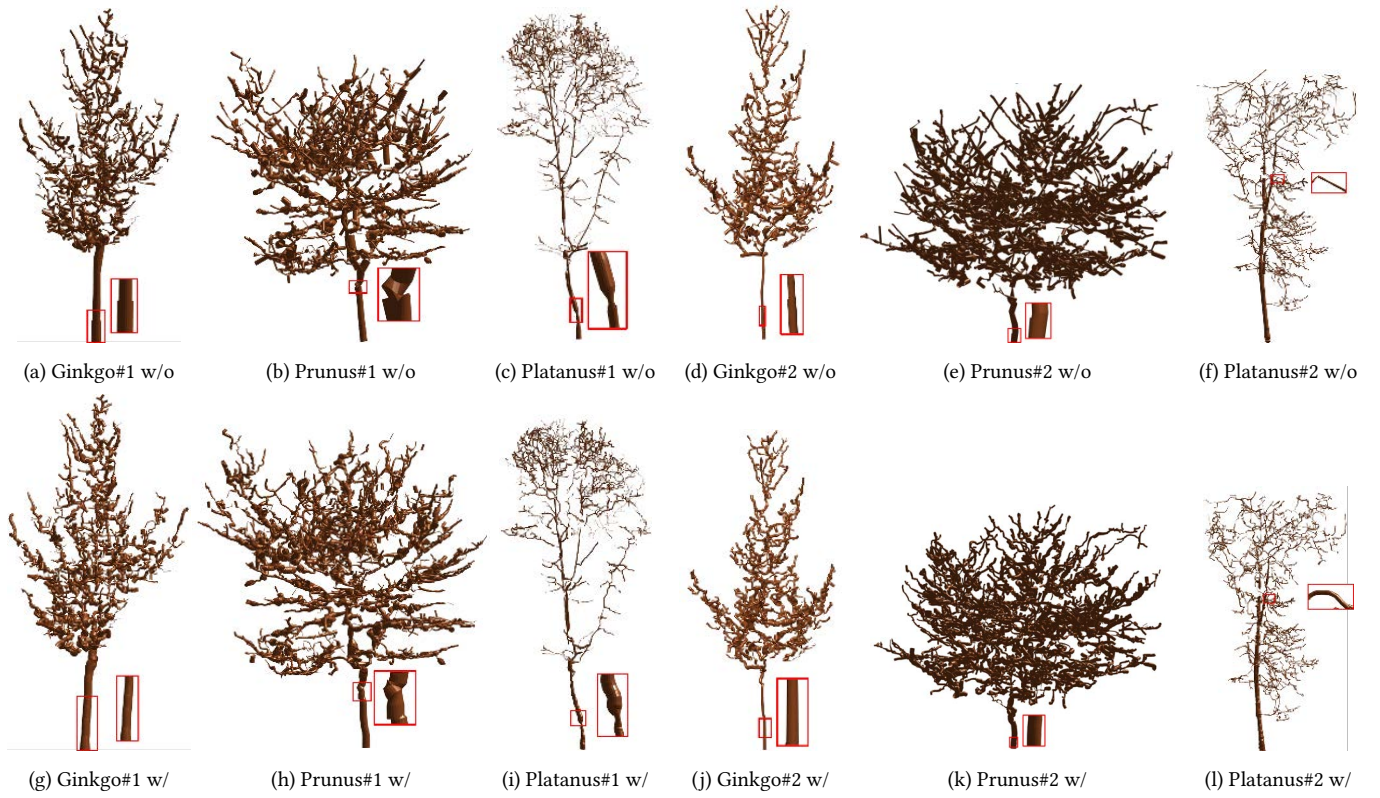 (a) Ginkgo#1 w/o
(b) Prunus#1 w/o
(c) Platanus#1 w/o
(d) Ginkgo#2 w/o
(e) Prunus#2 w/o
(f) Platanus#2 w/o
(g) Ginkgo#1 w/
(h) Prunus#1 w/
(i) Platanus#1 w/
(j) Ginkgo#2 w/
(k) Prunus#2 w/
(l) Platanus#2 w/